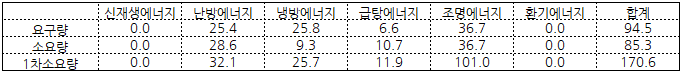 신재생에너지 난방에너지 냉방에너지 급탕에너지 조명에너지 환기에너지 합계
요구량 0.0 25.4 25.8 6.6 36.7 0.0 94.5
소요량 0.0 28.6 9.3 10.7 36.7 0.0 85.3
1차소요량 0.0 32.1 25.7 11.9 101.0 0.0 170.6